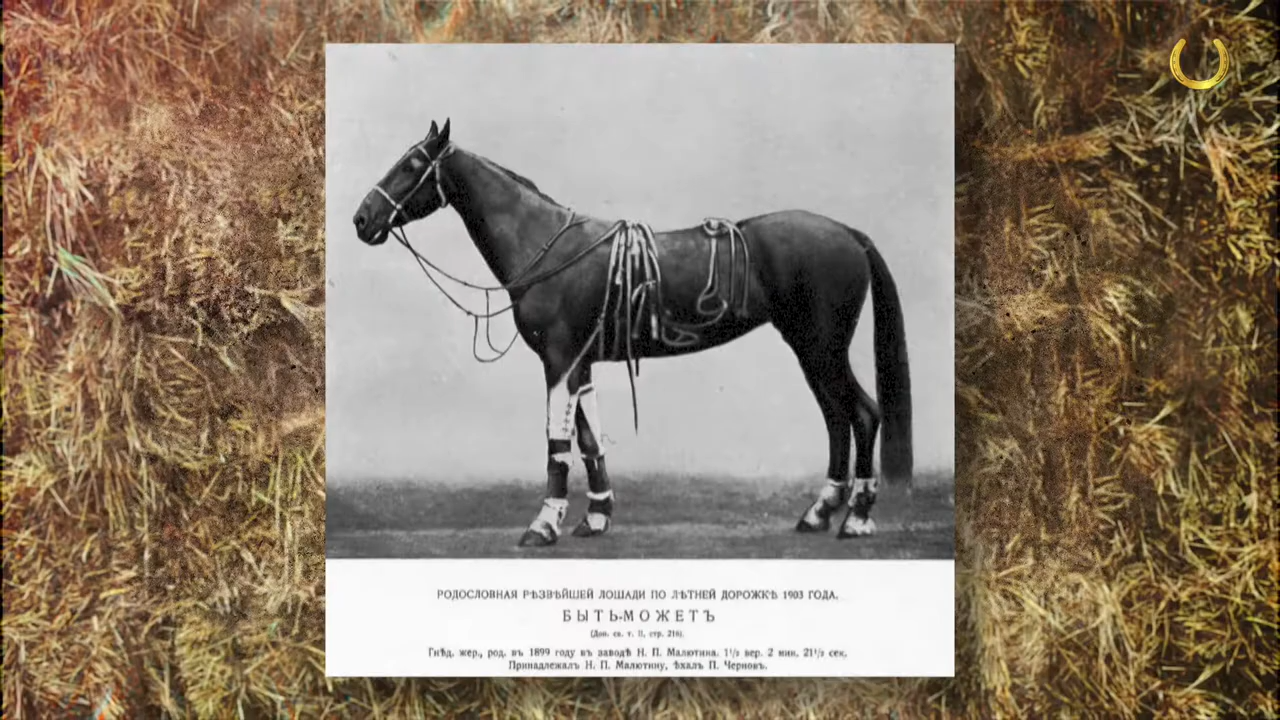 РОДОСЛОВНАЯ РѢЗВѢЙШЕЙ ЛОШАДИ ПО ЛѢТНЕЙ ДОРОЖКѢ 1903 ГОДА.
БЫТЬ-МОЖЕТЪ
(Доп. св. т. II, стр. 216).
Гнѣд. жер., род. въ 1899 году въ заводѣ Н. П. Малютина. 1½ вер. 2 мин. 21½ сек.
Принадлежалъ Н. П. Малютину, ѣхалъ П. Черновъ.